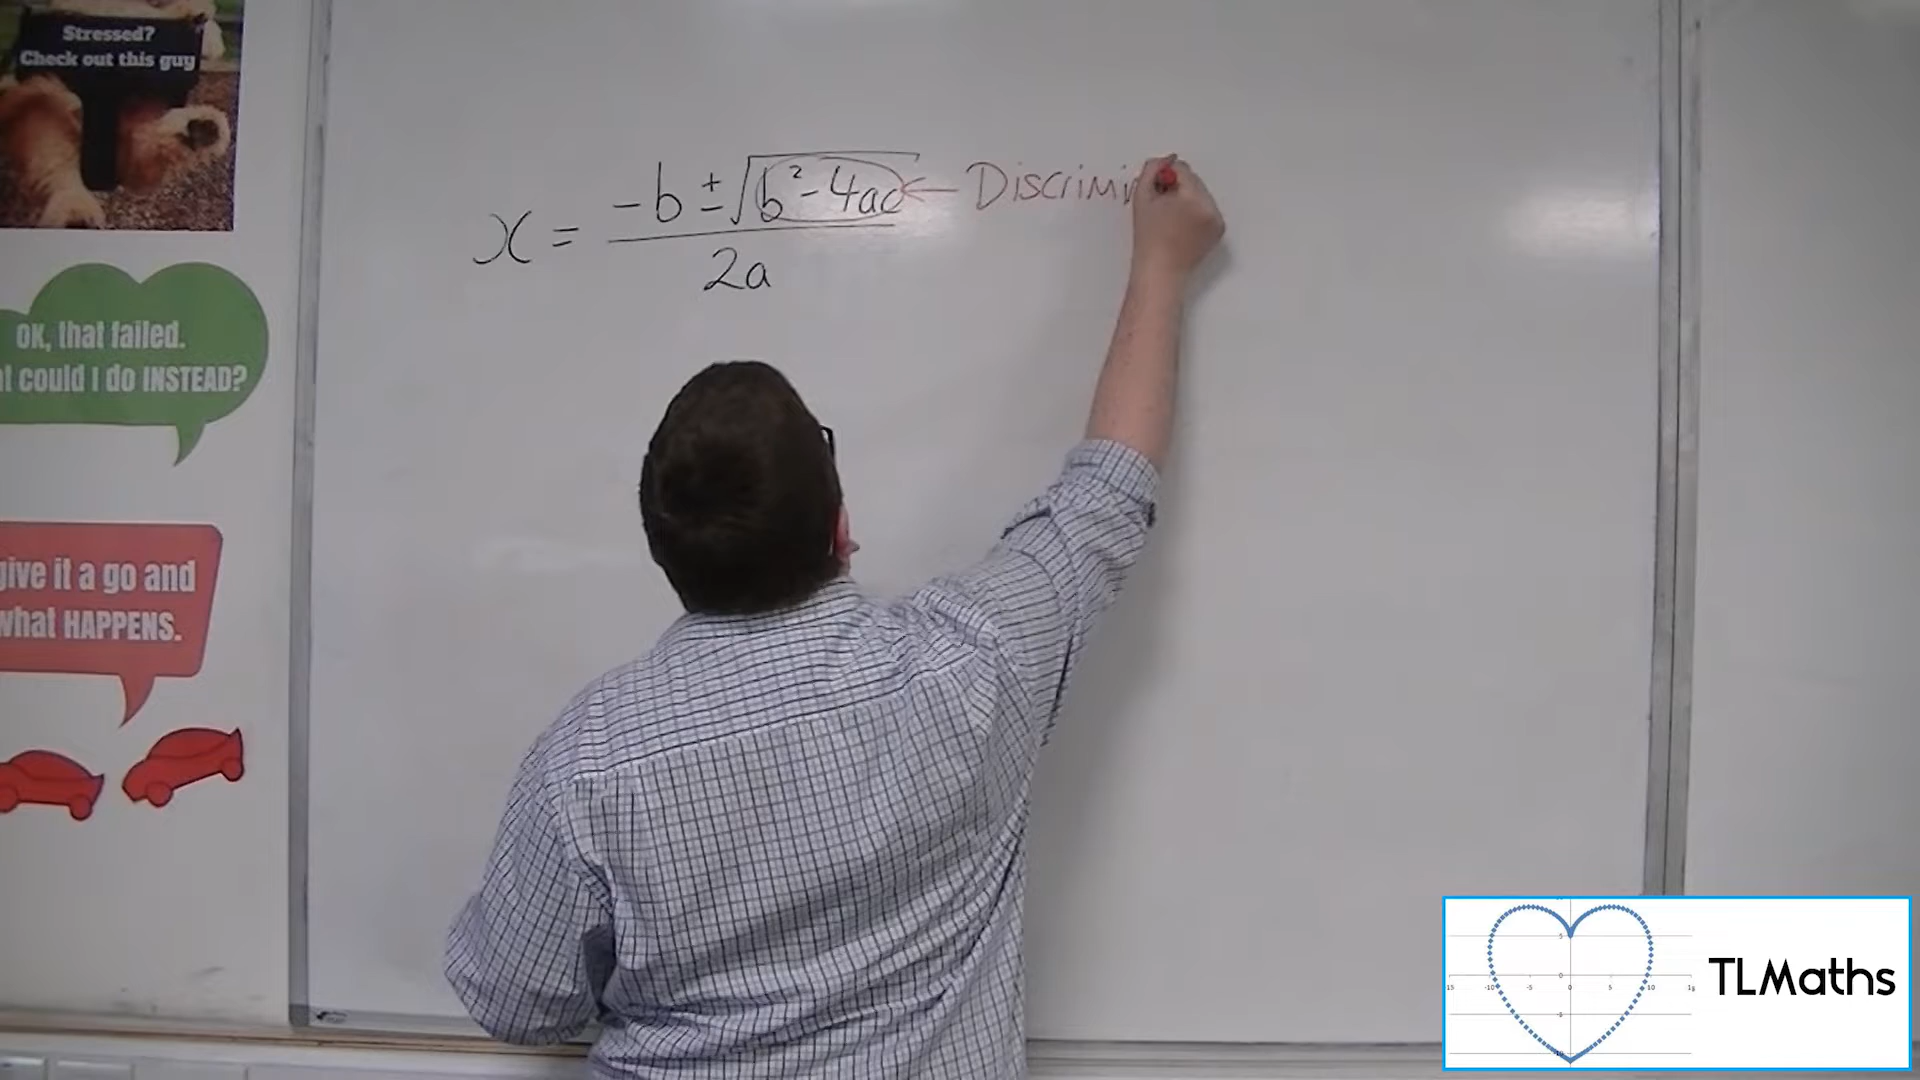 Stressed?
Check out this guy
x = -b ± √b² - 4ac / 2a ← Discrimi
OK, that failed.
could I do INSTEAD?
give it a go and
what HAPPENS.
TLMaths